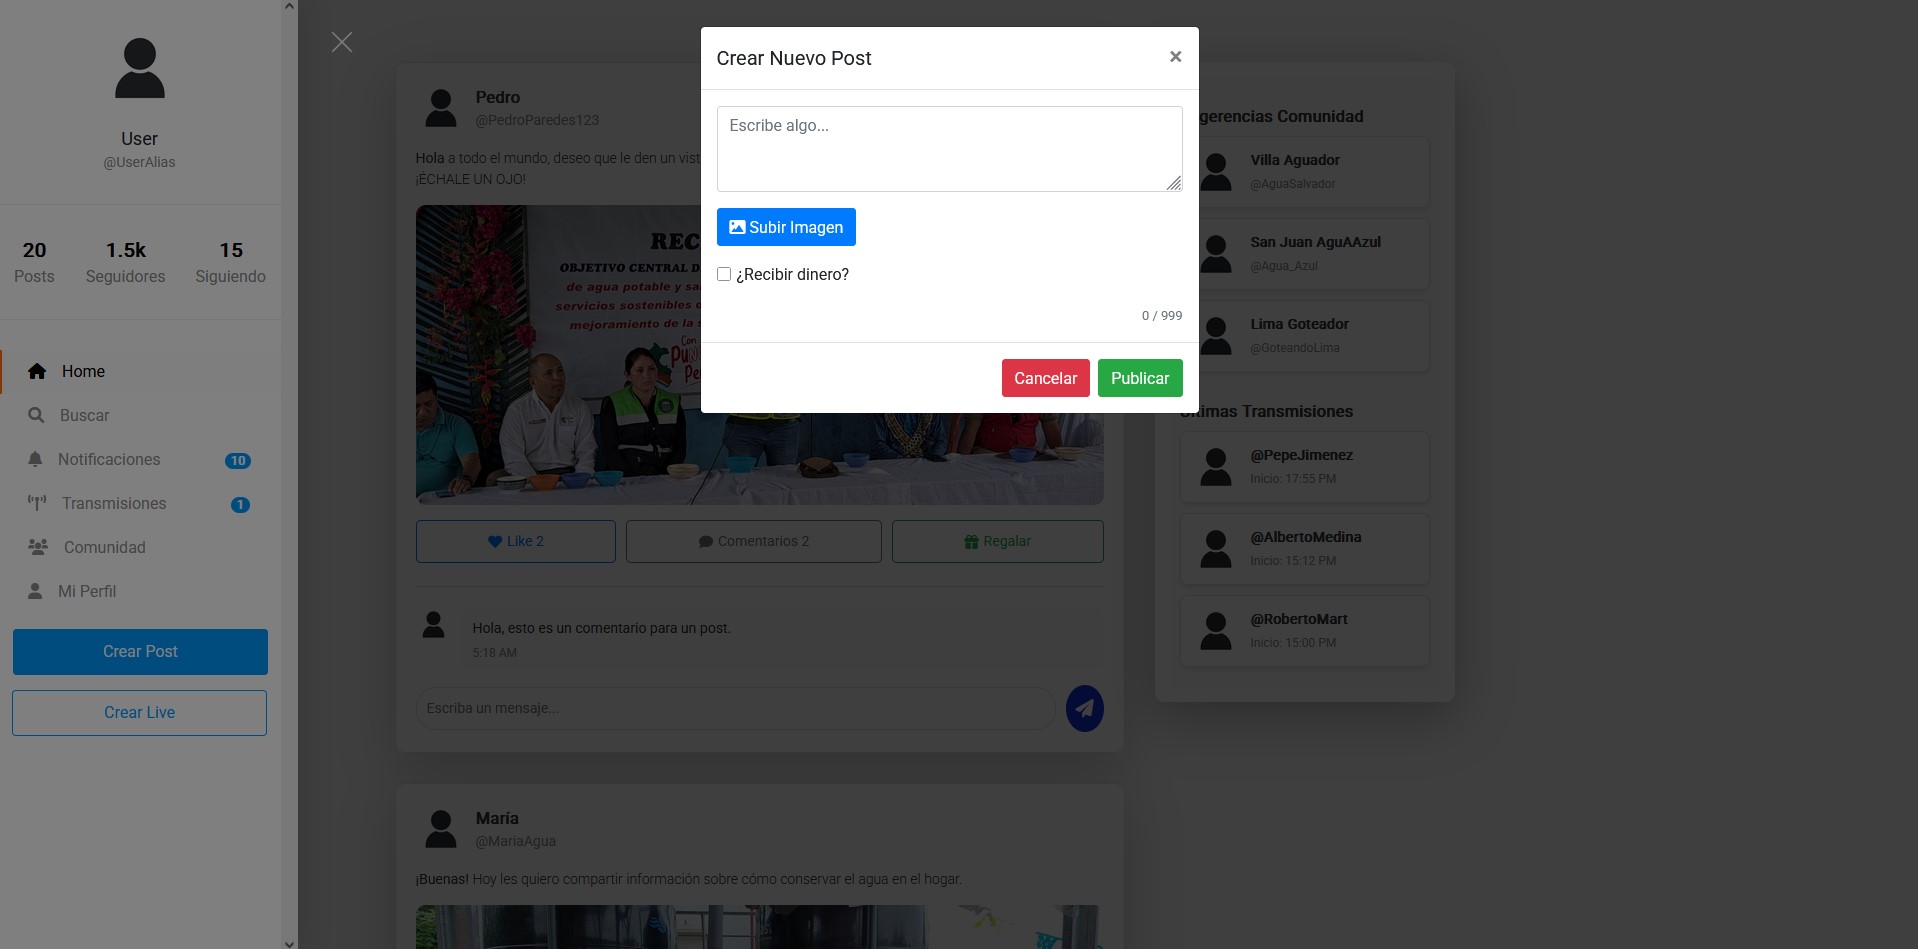 User
@UserAlias
20 1.5k 15
Posts Seguidores Siguiendo
Home
Buscar
Notificaciones 10
Transmisiones 1
Comunidad
Mi Perfil
Crear Post
Crear Live
Crear Nuevo Post
×
Escribe algo...
Subir Imagen
¿Recibir dinero?
0 / 999
Cancelar Publicar
Pedro
@PedroParedes123
Hola a todo el mundo, deseo que le den un vist
¡ÉCHALE UN OJO!
REC
OBJETIVO CENTRAL D
de agua potable y sa
servicios sostenibles
mejoramiento de la s
Con
Like 2 Comentarios 2 Regalar
Hola, esto es un comentario para un post.
5:18 AM
Escriba un mensaje...
María
@MariaAgua
¡Buenas! Hoy les quiero compartir información sobre cómo conservar el agua en el hogar.
gerencias Comunidad
Villa Aguador
@AguaSalvador
San Juan AguAAzul
@Agua_Azul
Lima Goteador
@GoteandoLima
Últimas Transmisiones
@PepeJimenez
Inicio: 17:55 PM
@AlbertoMedina
Inicio: 15:12 PM
@RobertoMart
Inicio: 15:00 PM